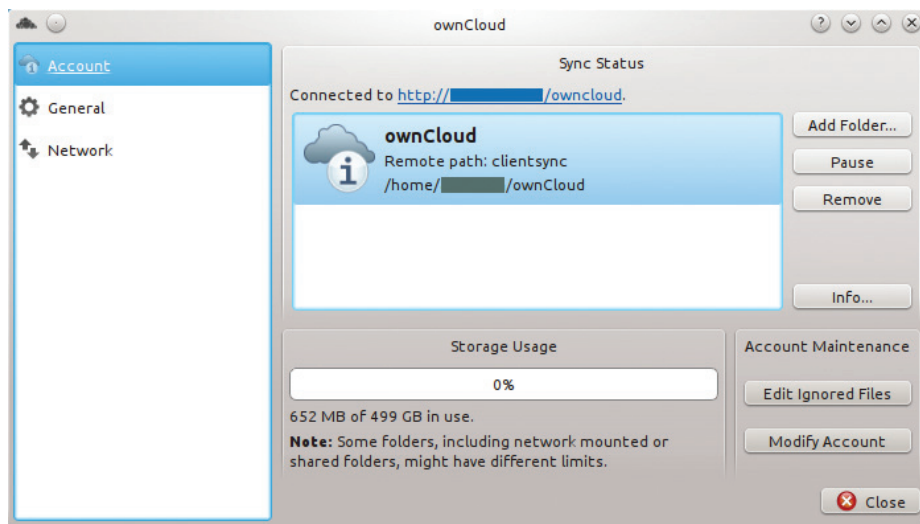 ownCloud
Account
General
Network
Sync Status
Connected to http:// /owncloud.
ownCloud
Remote path: clientsync
/home/ /ownCloud
Add Folder...
Pause
Remove
Info...
Storage Usage
0%
652 MB of 499 GB in use.
Note: Some folders, including network mounted or
shared folders, might have different limits.
Account Maintenance
Edit Ignored Files
Modify Account
Close